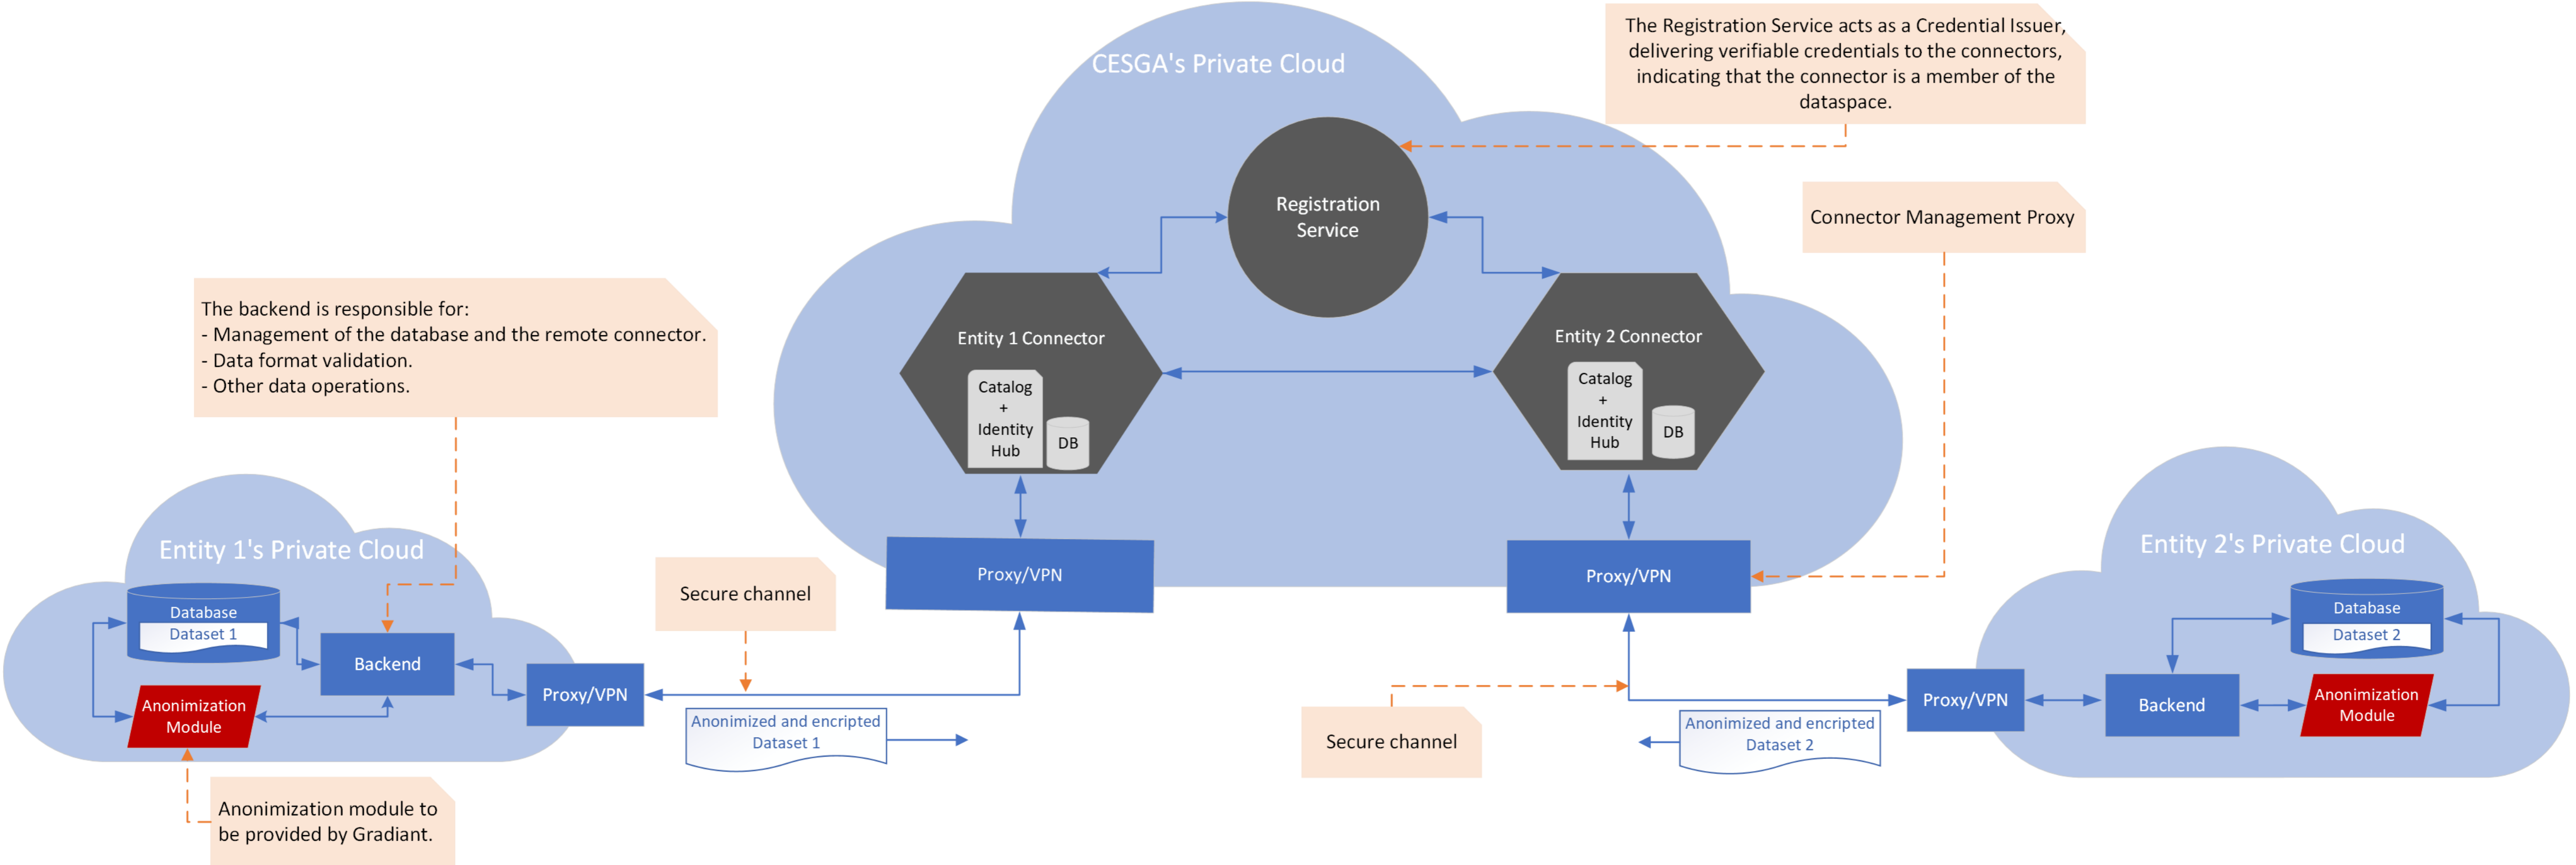 The Registration Service acts as a Credential Issuer,
delivering verifiable credentials to the connectors,
indicating that the connector is a member of the
dataspace.
CESGA's Private Cloud
Registration
Service
Connector Management Proxy
The backend is responsible for:
- Management of the database and the remote connector.
- Data format validation.
- Other data operations.
Entity 1 Connector
Catalog
+
Identity
Hub
DB
Entity 2 Connector
Catalog
+
Identity
Hub
DB
Entity 1's Private Cloud
Database
Dataset 1
Backend
Anonimization
Module
Proxy/VPN
Anonimization module to
be provided by Gradiant.
Secure channel
Anonimized and encripted
Dataset 1
Proxy/VPN
Proxy/VPN
Secure channel
Anonimized and encripted
Dataset 2
Entity 2's Private Cloud
Database
Dataset 2
Proxy/VPN
Backend
Anonimization
Module